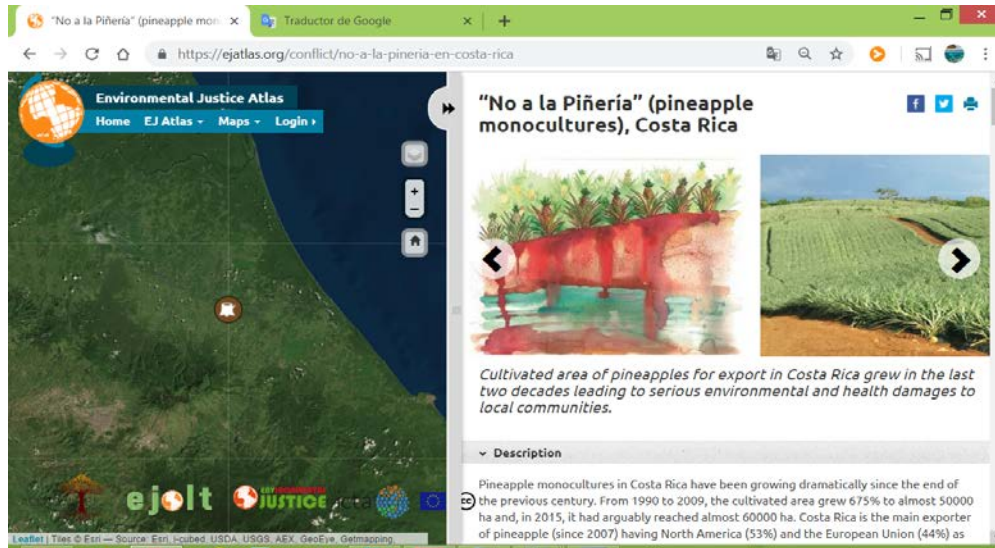 "No a la Piñería" (pineapple mon
Traductor de Google
https://ejatlas.org/conflict/no-a-la-pineria-en-costa-rica
Environmental Justice Atlas
Home EJ Atlas Maps Login
+
−
"No a la Piñería" (pineapple
monocultures), Costa Rica
Cultivated area of pineapples for export in Costa Rica grew in the last
two decades leading to serious environmental and health damages to
local communities.
Description
Pineapple monocultures in Costa Rica have been growing dramatically since the end of
the previous century. From 1990 to 2009, the cultivated area grew 675% to almost 50000
ha and, in 2015, it had arguably reached almost 60000 ha. Costa Rica is the main exporter
of pineapple (since 2007) having North America (53%) and the European Union (44%) as
ejolt
JUSTICE
icta
cc
Leaflet | Tiles © Esri — Source: Esri, i-cubed, USDA, USGS, AEX, GeoEye, Getmapping,